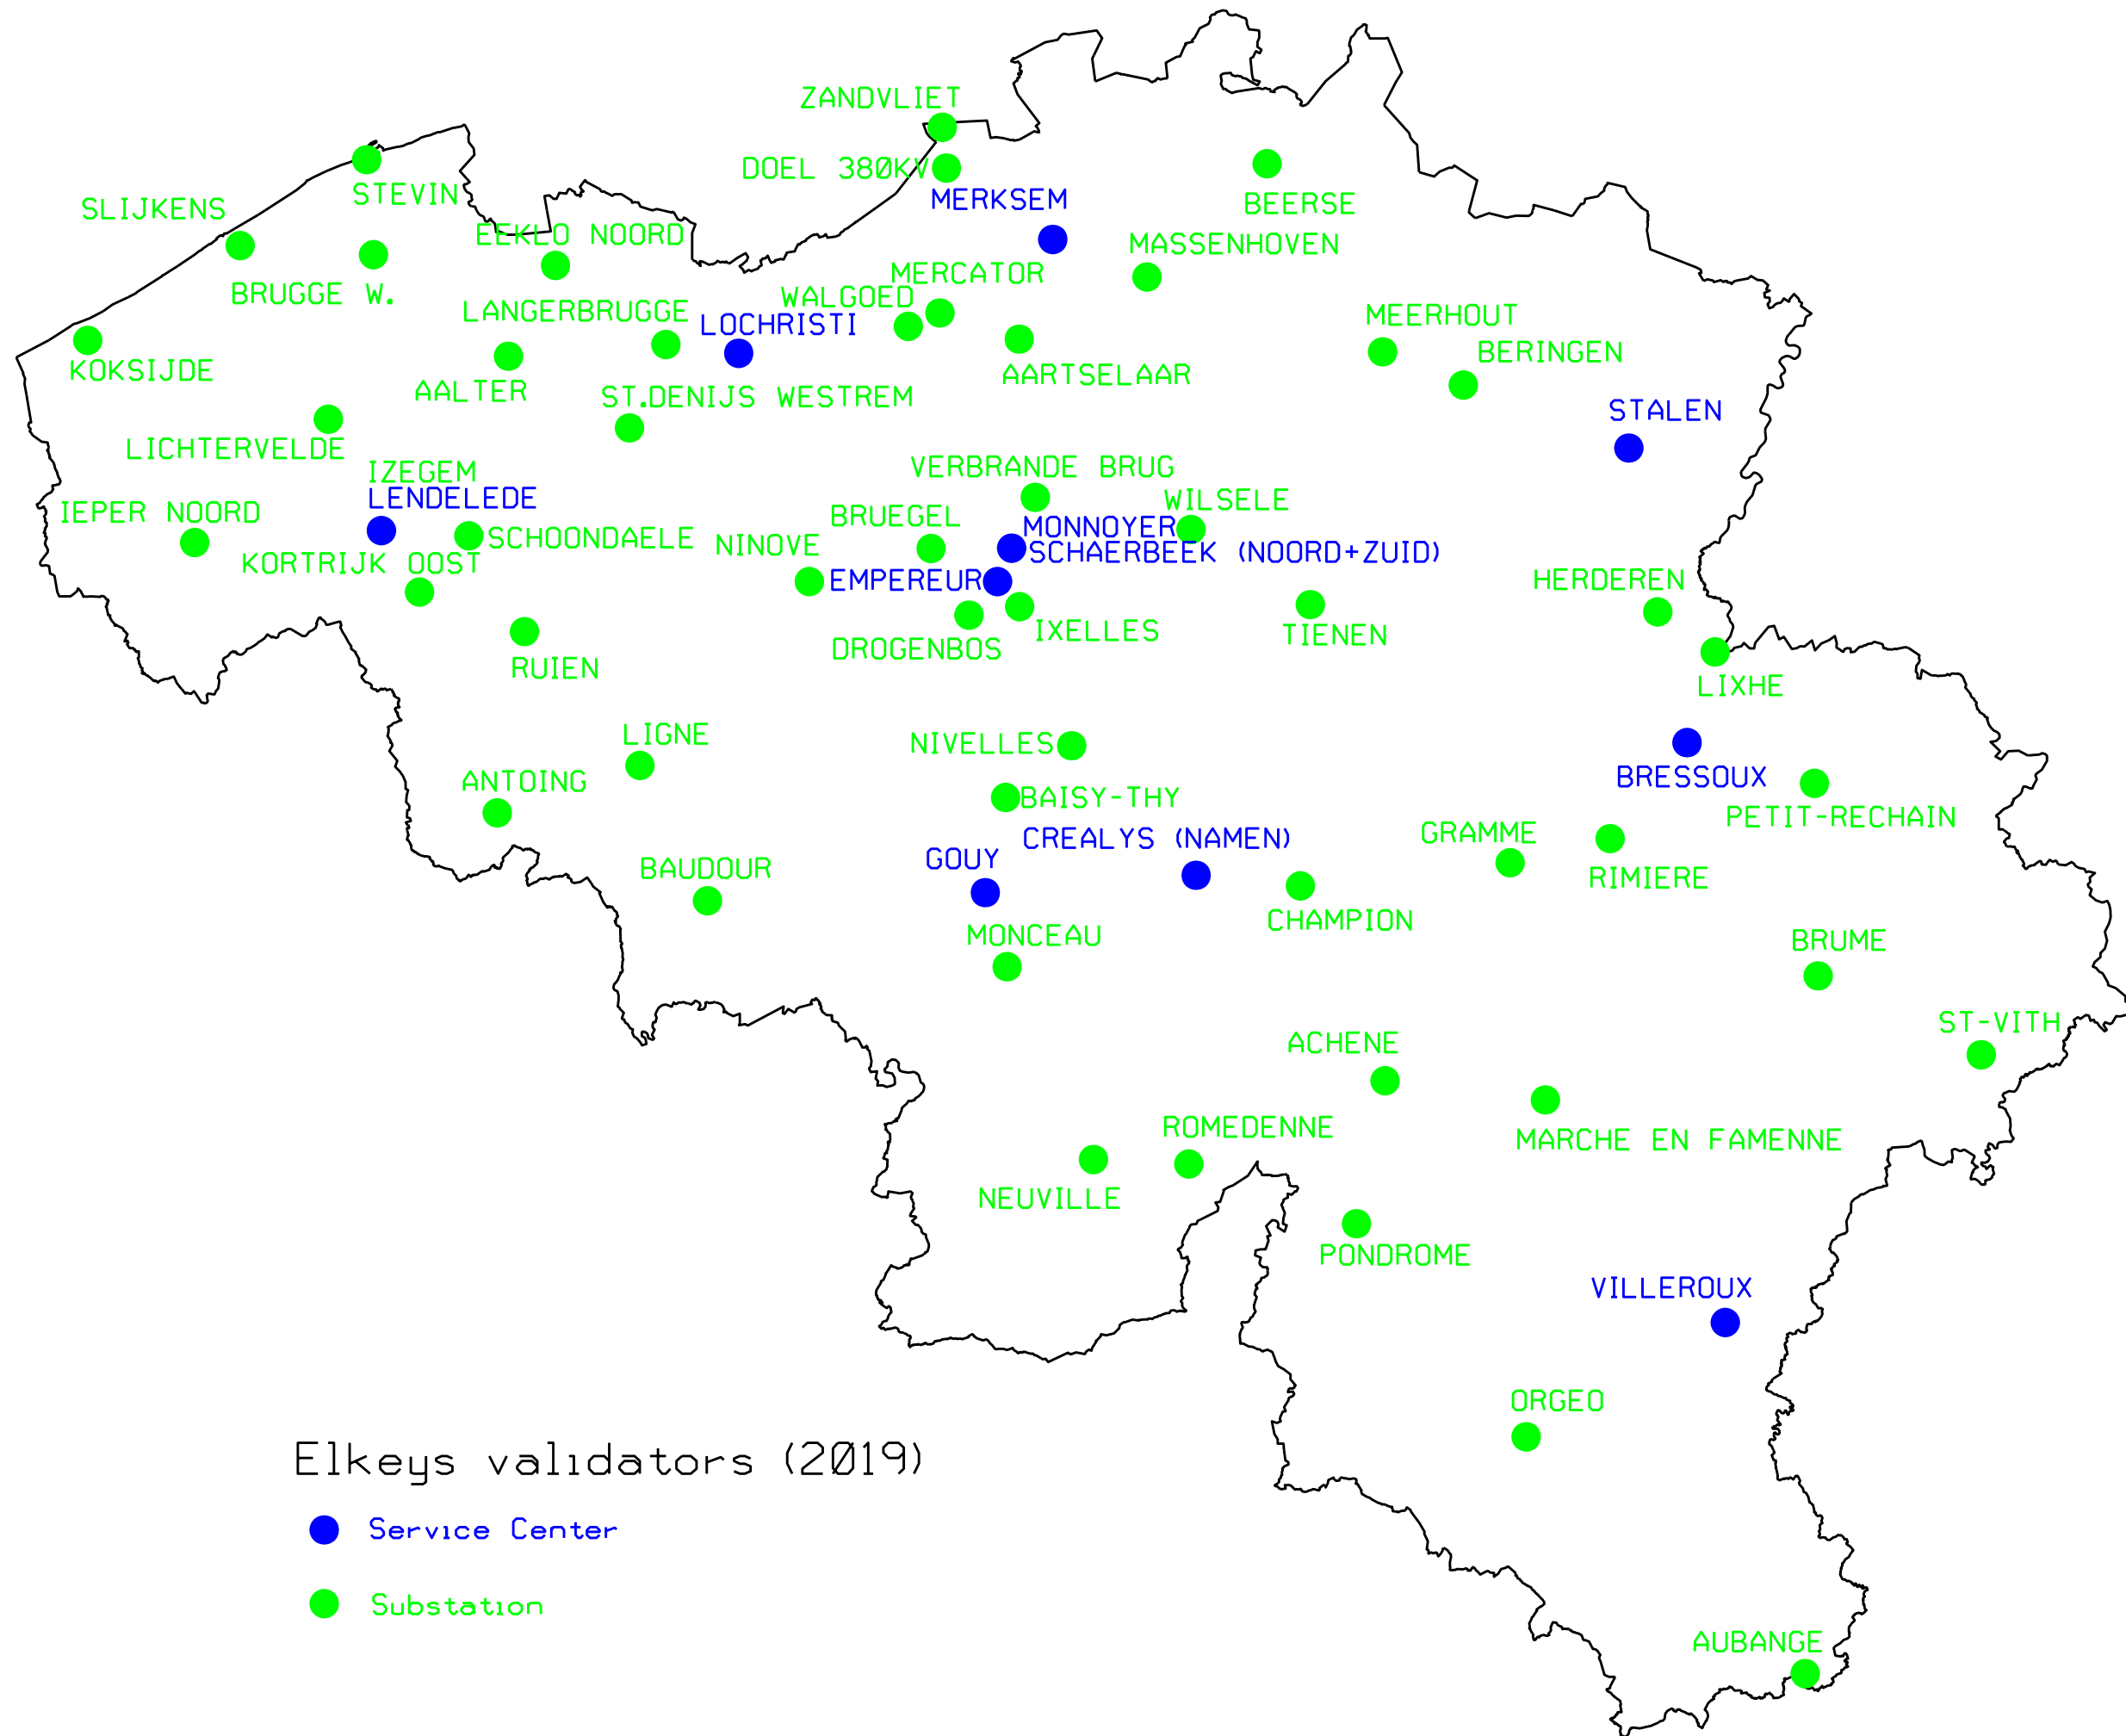 ZANDVLIET
DOEL 380KV
STEVIN
MERKSEM
BEERSE
SLIJKENS
EEKLO NOORD
MASSENHOVEN
BRUGGE W.
MERCATOR
WALGOED
LANGERBRUGGE
LOCHRISTI
MEERHOUT
BERINGEN
KOKSIJDE
AALTER
AARTSELAAR
ST.DENIJS WESTREM
STALEN
LICHTERVELDE
IZEGEM
VERBRANDE BRUG
LENDELEDE
WILSELE
IEPER NOORD
BRUEGEL
MONNOYER
SCHOONDAELE
NINOVE
SCHAERBEEK (NOORD+ZUID)
KORTRIJK OOST
EMPEREUR
HERDEREN
IXELLES
TIENEN
DROGENBOS
RUIEN
LIXHE
LIGNE
NIVELLES
BRESSOUX
ANTOING
BAISY-THY
PETIT-RECHAIN
CREALYS (NAMEN)
GRAMME
GOUY
BAUDOUR
RIMIERE
CHAMPION
MONCEAU
BRUME
ST-VITH
ACHENE
ROMEDENNE
MARCHE EN FAMENNE
NEUVILLE
PONDROME
VILLEROUX
ORGEO
Elkeys validators (2019)
Service Center
Substation
AUBANGE